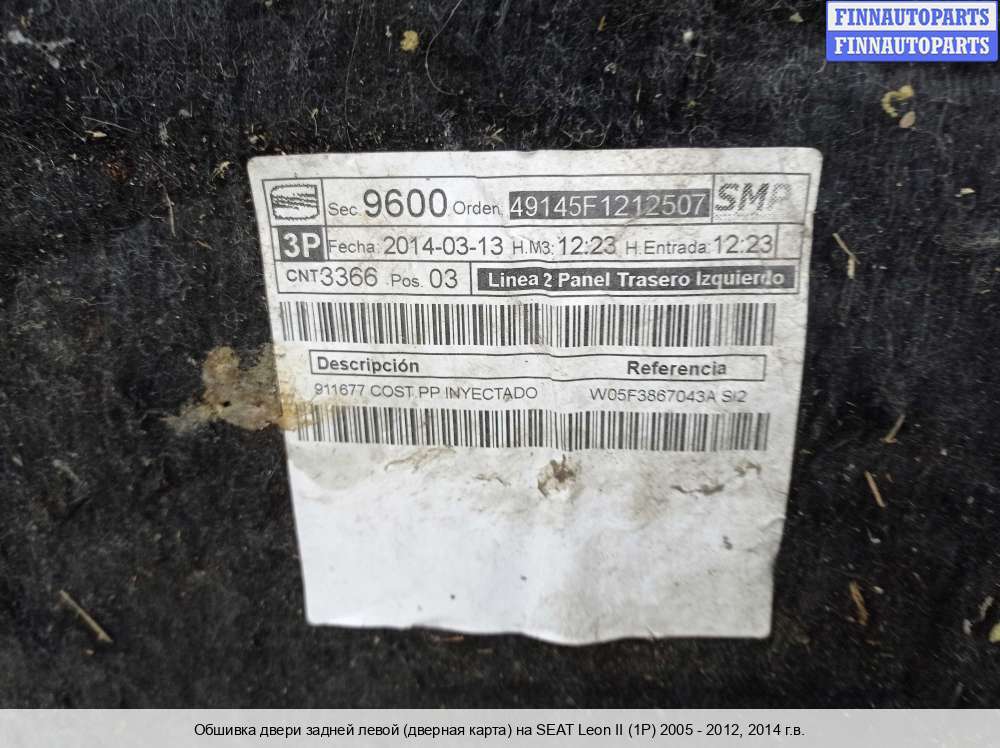 FINNAUTOPARTS
FINNAUTOPARTS
Sec. 9600 Orden: 49145F1212507 SMP
3P Fecha: 2014-03-13 H.M3: 12:23 H.Entrada: 12:23
CNT 3366 Pos. 03 Linea 2 Panel Trasero Izquierdo
Descripción Referencia
911677 COST PP INYECTADO W05F3867043A SI2
Обшивка двери задней левой (дверная карта) на SEAT Leon II (1P) 2005 - 2012, 2014 г.в.